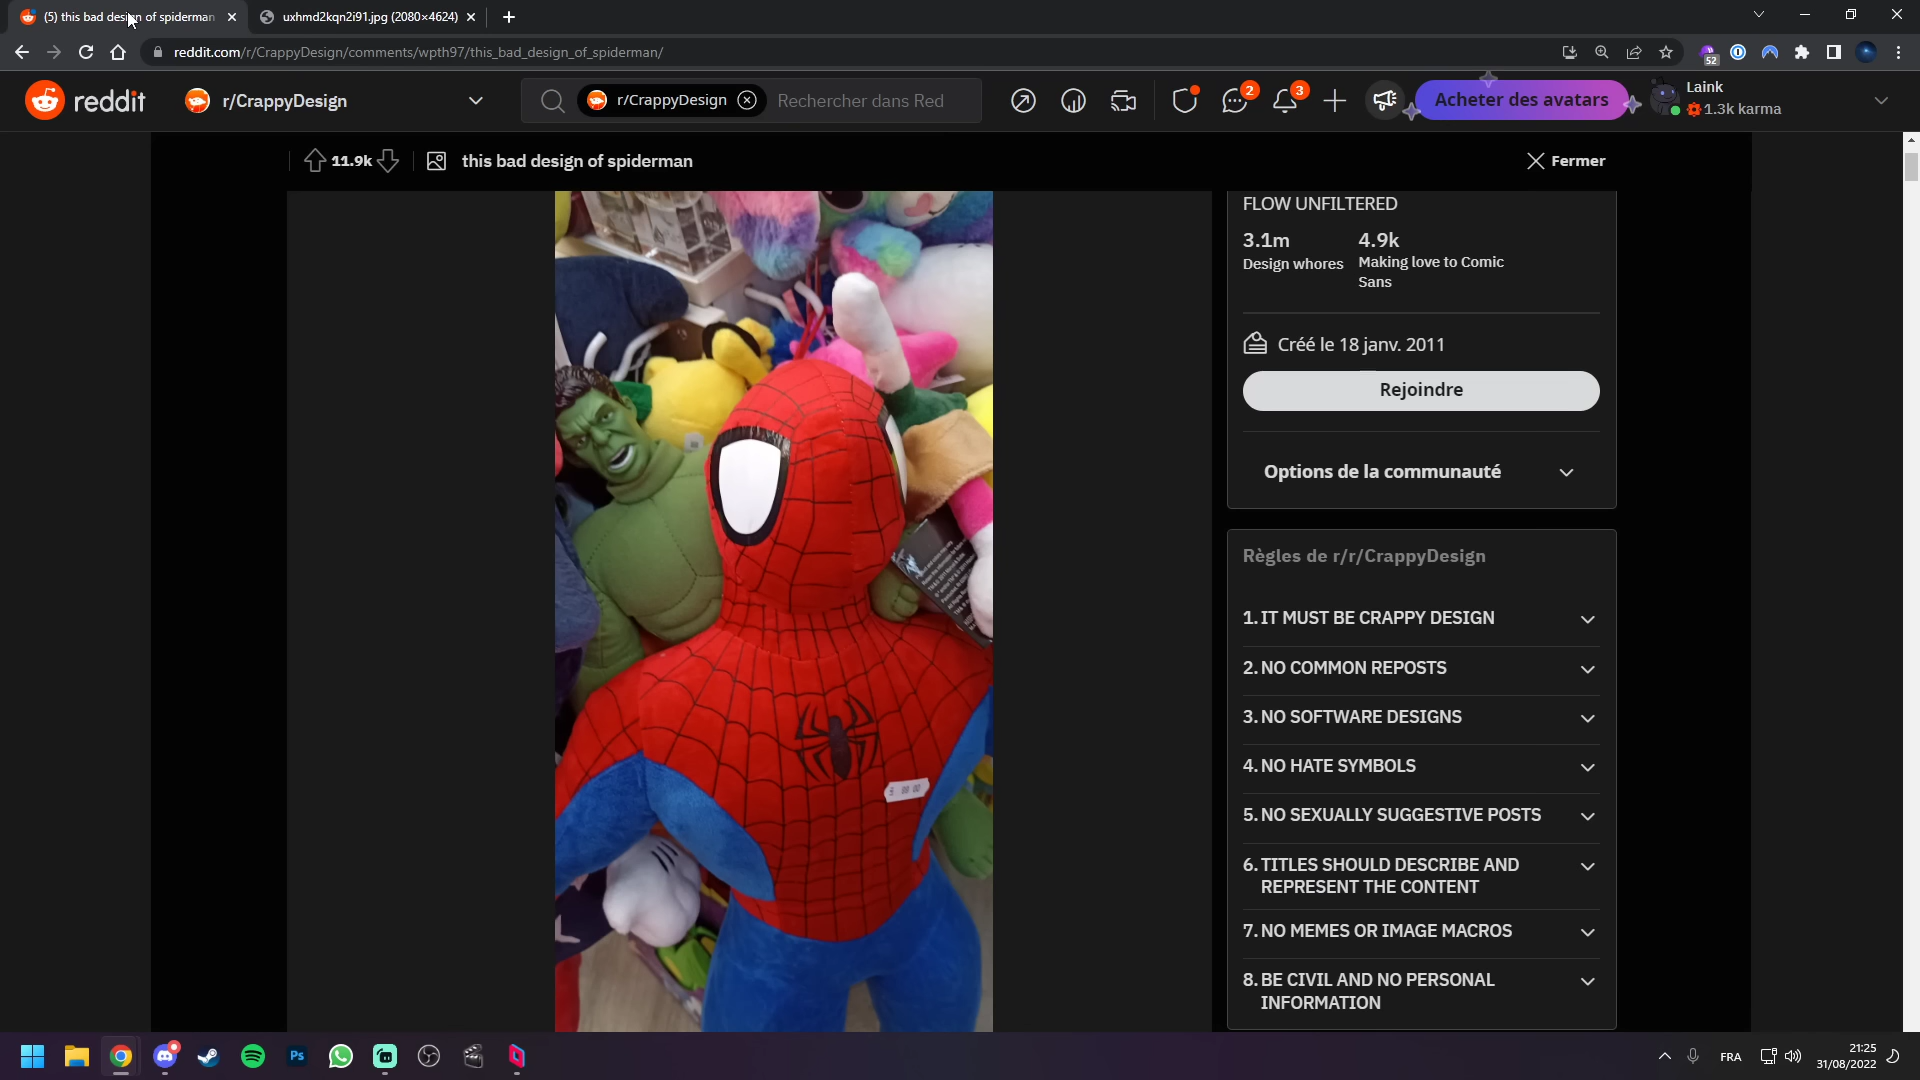 (5) this bad design of spiderman
uxhmd2kqn2i91.jpg (2080×4624)
reddit.com/r/CrappyDesign/comments/wpth97/this_bad_design_of_spiderman/
52
reddit
r/CrappyDesign
r/CrappyDesign
Rechercher dans Red
2
3
Acheter des avatars
Laink
1.3k karma
11.9k
this bad design of spiderman
Fermer
FLOW UNFILTERED
3.1m
Design whores
4.9k
Making love to Comic
Sans
Créé le 18 janv. 2011
Rejoindre
Options de la communauté
Règles de r/r/CrappyDesign
1. IT MUST BE CRAPPY DESIGN
2. NO COMMON REPOSTS
3. NO SOFTWARE DESIGNS
4. NO HATE SYMBOLS
5. NO SEXUALLY SUGGESTIVE POSTS
6. TITLES SHOULD DESCRIBE AND
REPRESENT THE CONTENT
7. NO MEMES OR IMAGE MACROS
8. BE CIVIL AND NO PERSONAL
INFORMATION
Ps
FRA
21:25
31/08/2022